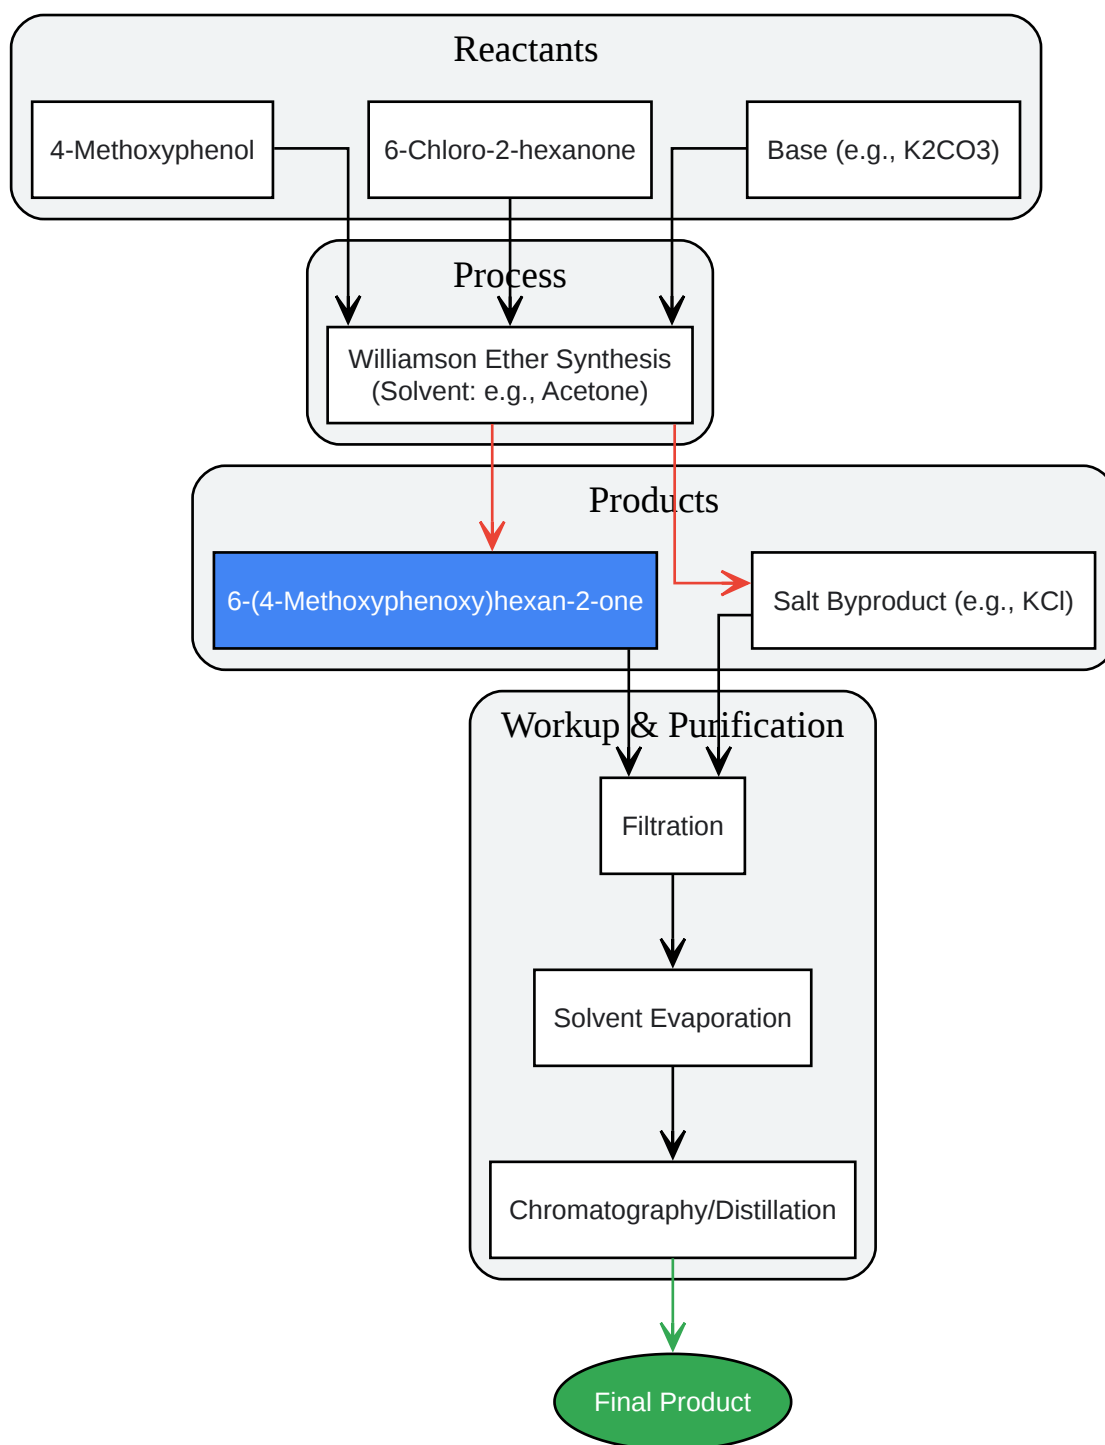 Reactants
4-Methoxyphenol
6-Chloro-2-hexanone
Base (e.g., K2CO3)
Process
Williamson Ether Synthesis
(Solvent: e.g., Acetone)
Products
6-(4-Methoxyphenoxy)hexan-2-one
Salt Byproduct (e.g., KCl)
Workup & Purification
Filtration
Solvent Evaporation
Chromatography/Distillation
Final Product